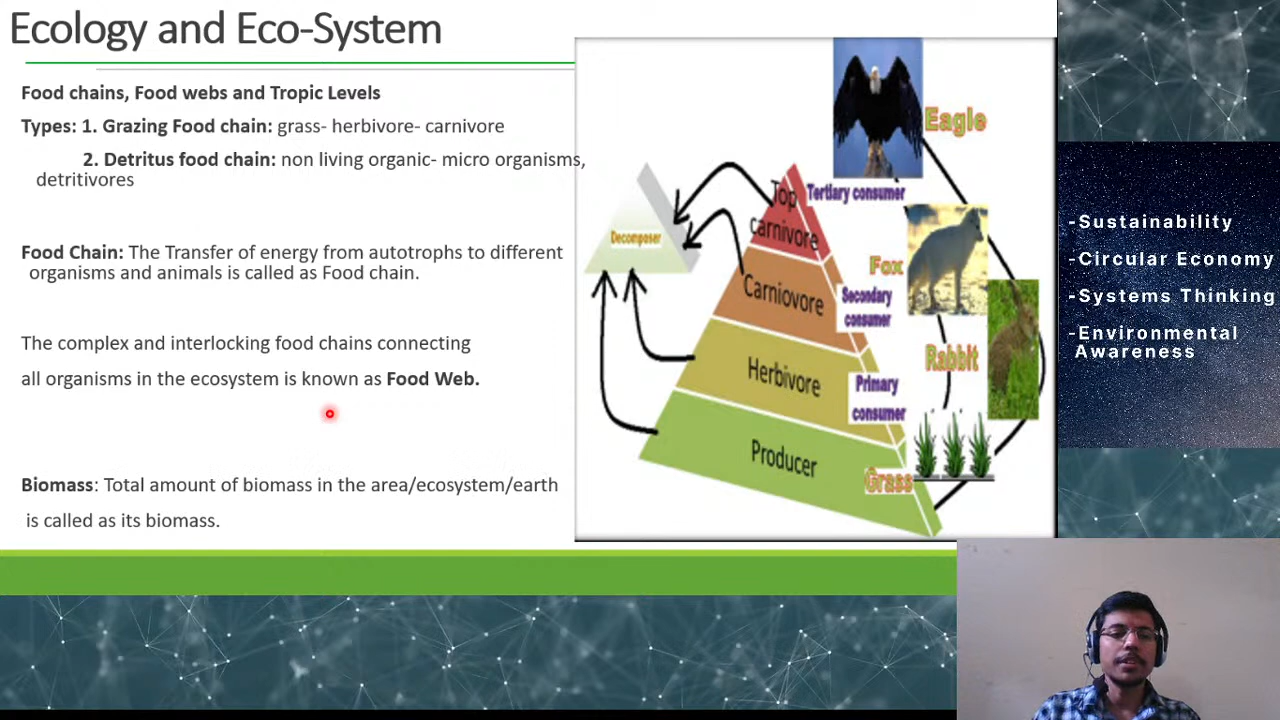 Ecology and Eco-System
Food chains, Food webs and Tropic Levels
Types: 1. Grazing Food chain: grass- herbivore- carnivore
2. Detritus food chain: non living organic- micro organisms,
detritivores
Food Chain: The Transfer of energy from autotrophs to different
organisms and animals is called as Food chain.
The complex and interlocking food chains connecting
all organisms in the ecosystem is known as Food Web.
Biomass: Total amount of biomass in the area/ecosystem/earth
is called as its biomass.
Eagle
Tertiary consumer
Top
carnivore
Decomposer
Fox
Carniovore
Secondary
consumer
Rabbit
Herbivore
Primary
consumer
Producer
Grass
-Sustainability
-Circular Economy
-Systems Thinking
-Environmental
Awareness